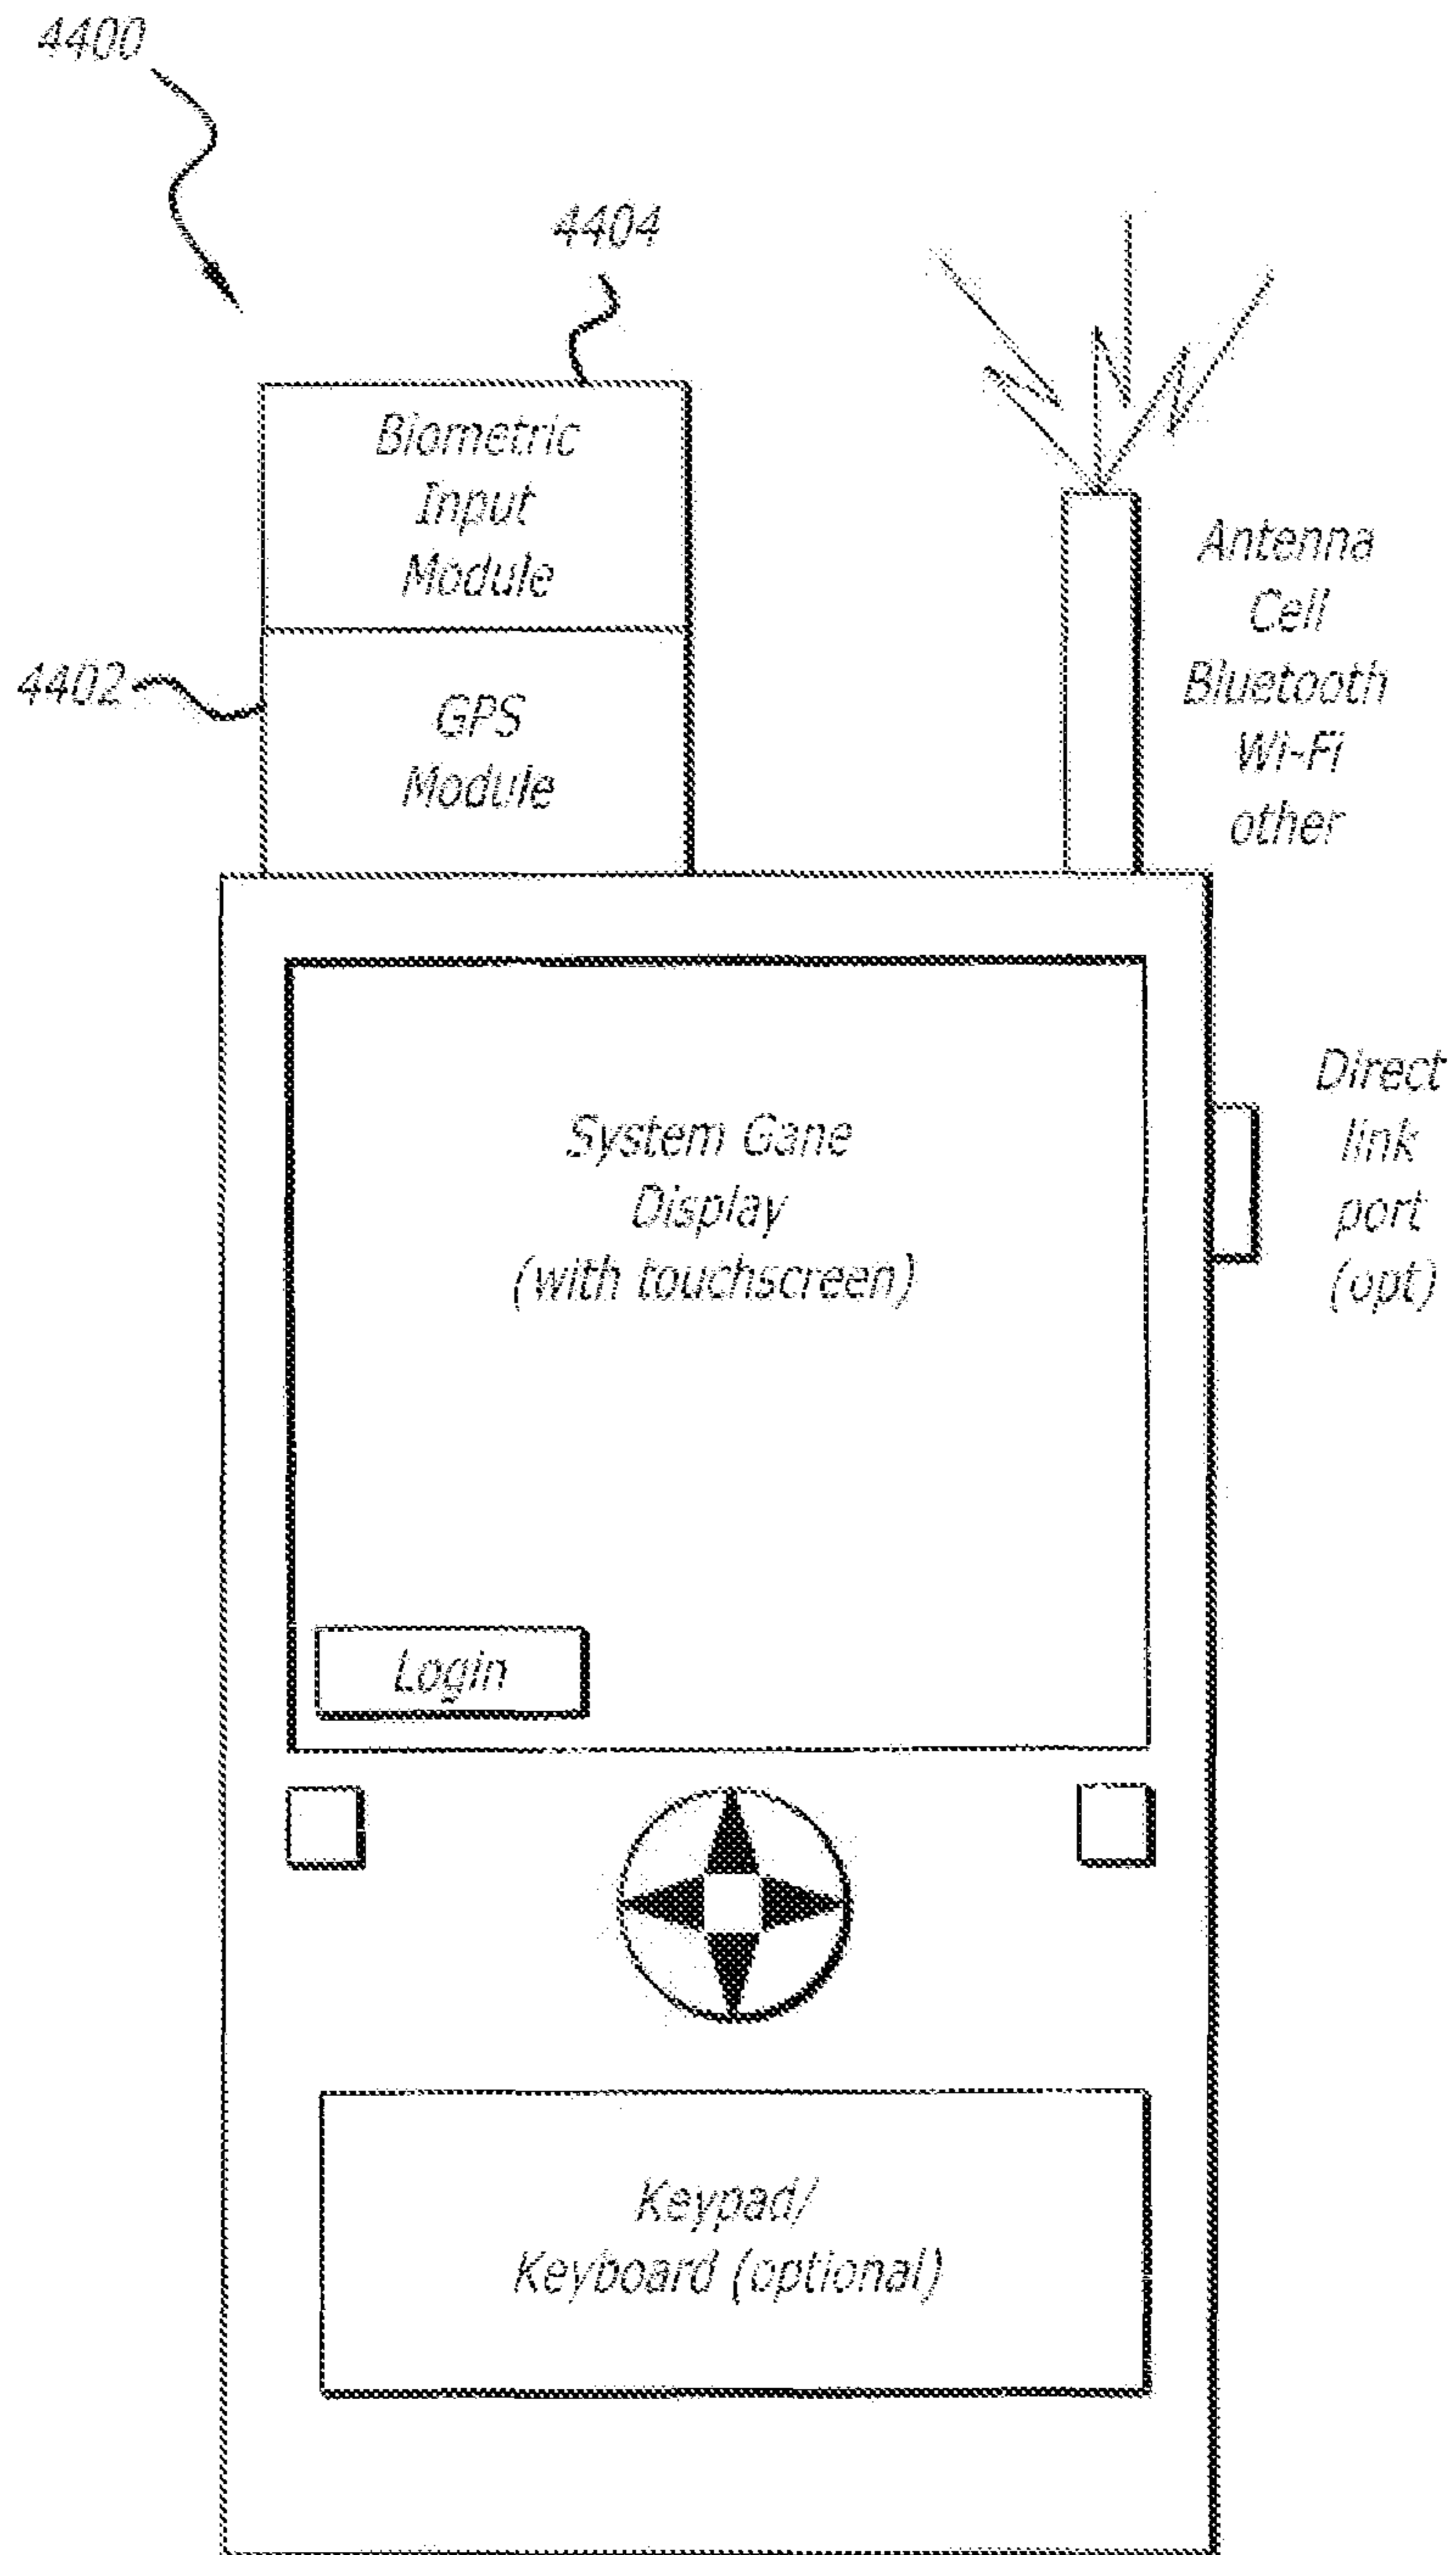 4400
4404
Biometric
Input
Module
4402
GPS
Module
Antenna
Cell
Bluetooth
Wi-Fi
other
Direct
link
port
(opt)
System Gane
Display
(with touchscreen)
Login
Keypad/
Keyboard (optional)